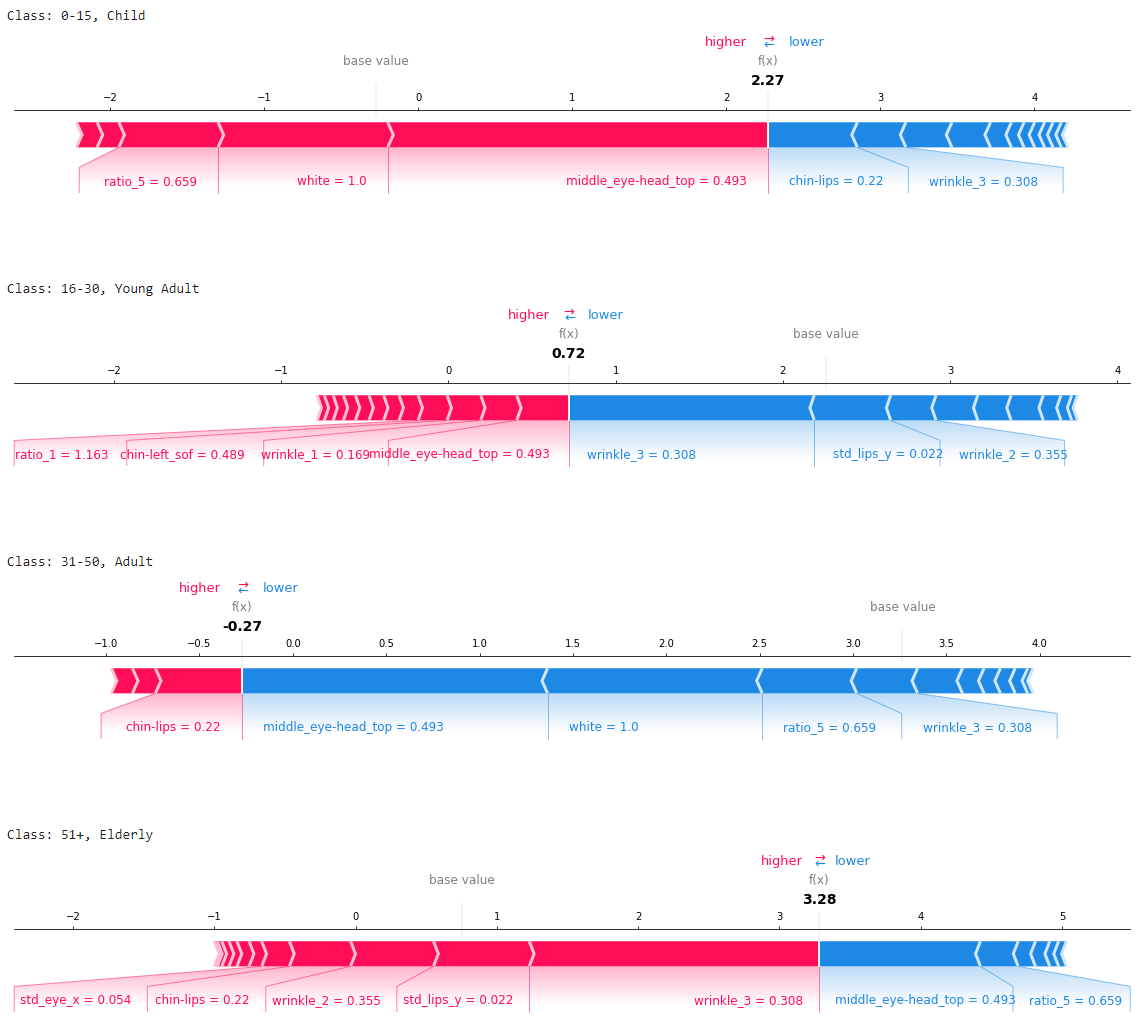 Class: 0-15, Child
higher ⇄ lower
base value f(x)
2.27
−2 −1 0 1 2 3 4
ratio_5 = 0.659 white = 1.0 middle_eye-head_top = 0.493 chin-lips = 0.22 wrinkle_3 = 0.308
Class: 16-30, Young Adult
higher ⇄ lower
f(x) base value
0.72
−2 −1 0 1 2 3 4
ratio_1 = 1.163 chin-left_sof = 0.489 wrinkle_1 = 0.169 middle_eye-head_top = 0.493 wrinkle_3 = 0.308 std_lips_y = 0.022 wrinkle_2 = 0.355
Class: 31-50, Adult
higher ⇄ lower
f(x) base value
-0.27
−1.0 −0.5 0.0 0.5 1.0 1.5 2.0 2.5 3.0 3.5 4.0
chin-lips = 0.22 middle_eye-head_top = 0.493 white = 1.0 ratio_5 = 0.659 wrinkle_3 = 0.308
Class: 51+, Elderly
higher ⇄ lower
base value f(x)
3.28
−2 −1 0 1 2 3 4 5
std_eye_x = 0.054 chin-lips = 0.22 wrinkle_2 = 0.355 std_lips_y = 0.022 wrinkle_3 = 0.308 middle_eye-head_top = 0.493 ratio_5 = 0.659